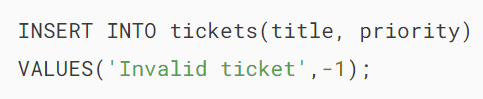 INSERT INTO tickets(title, priority)
VALUES('Invalid ticket',-1);